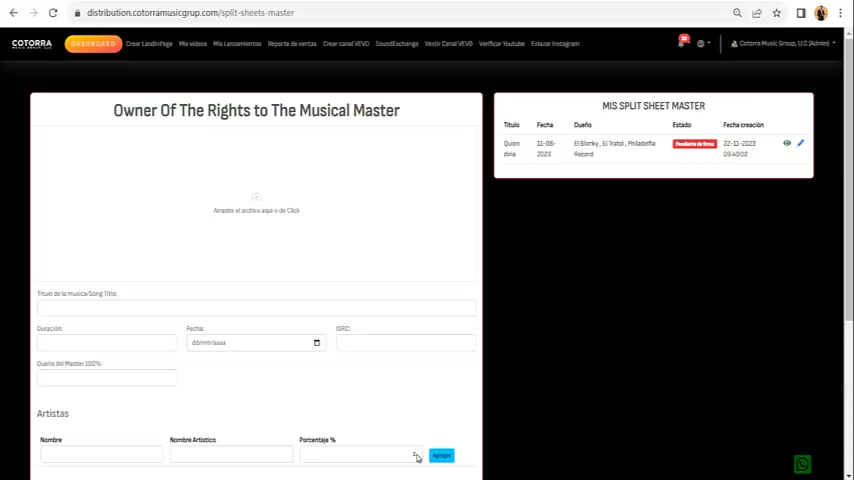 distribution.cotorramusicgrup.com/split-sheets-master
COTORRA
MUSIC GROUP, LLC
DASHBOARD Crear LandinPage Mis videos Mis Lanzamientos Reporte de ventas Crear canal VEVO SoundExchange Vestir Canal VEVO Verificar Youtube Enlazar Instagram Cotorra Music Group, LLC (Admin)
Owner Of The Rights to The Musical Master
Arrastre el archivo aqui o de Click
Titulo de la musica/Song Title:
Duración: Fecha: ISRC:
dd/mm/aaaa
Dueño del Master 100%:
Artistas
Nombre Nombre Artistico Porcentaje %
Agregar
MIS SPLIT SHEET MASTER
Titulo Fecha Dueño Estado Fecha creación
Quien 11-08- El Blonky , El Tratol , Philadelfia Pendiente de firma 22-11-2023
diria 2023 Record 09:40:02